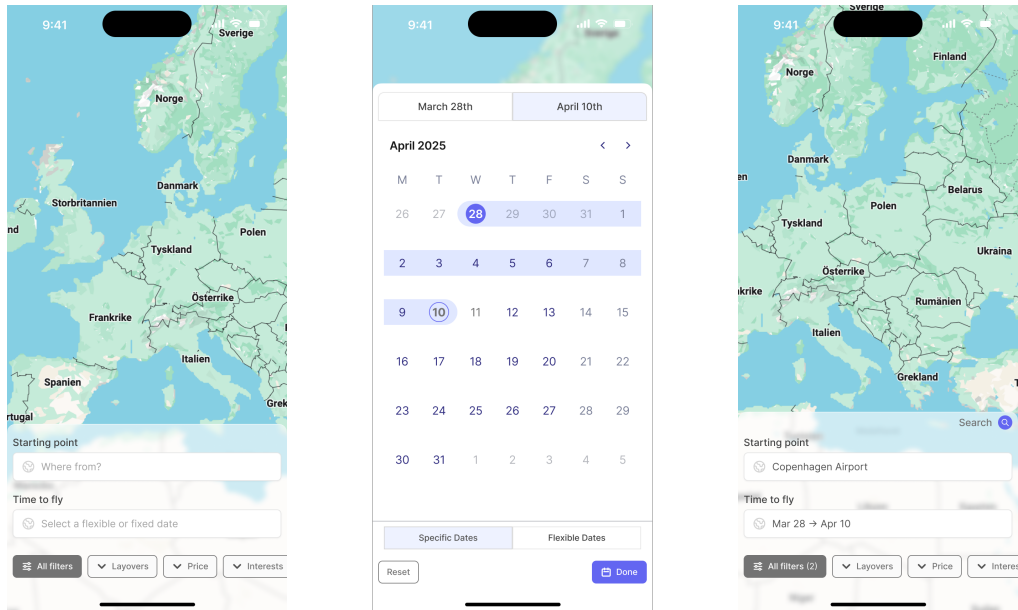 9:41
Sverige
Norge
Danmark
Storbritannien
nd
Polen
Tyskland
Österrike
Frankrike
Italien
Spanien
Grek
rtugal
Starting point
Where from?
Time to fly
Select a flexible or fixed date
All filters Layovers Price Interests
9:41
March 28th April 10th
April 2025
M T W T F S S
26 27 28 29 30 31 1
2 3 4 5 6 7 8
9 10 11 12 13 14 15
16 17 18 19 20 21 22
23 24 25 26 27 28 29
30 31 1 2 3 4 5
Specific Dates Flexible Dates
Reset Done
9:41
Sverige
Finland
Norge
Danmark
en
Belarus
Polen
Tyskland
Ukraina
Österrike
krike
Rumänien
Italien
Grekland
T
Search
Starting point
Copenhagen Airport
Time to fly
Mar 28 → Apr 10
All filters (2) Layovers Price Interes